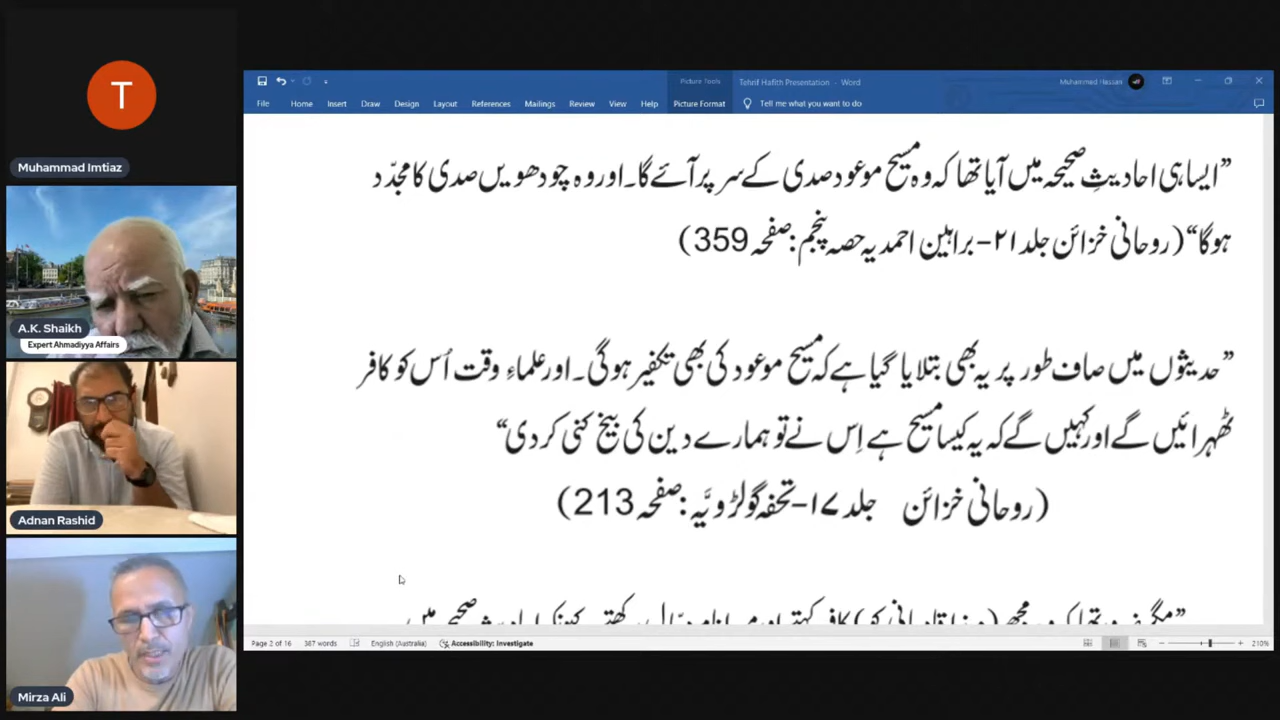 T
Muhammad Imtiaz
A.K. Shaikh
Expert Ahmadiyya Affairs
Adnan Rashid
Mirza Ali
Picture Tools
Tehrif Hafith Presentation - Word
Muhammad Hassan
File Home Insert Draw Design Layout References Mailings Review View Help Picture Format Tell me what you want to do
”ایسا ہی احادیثِ صحیحہ میں آیا تھا کہ وہ مسیح موعود صدی کے سر پر آئے گا۔ اور وہ چودھویں صدی کا مجدّد
ہوگا“ (روحانی خزائن جلد ۲۱- براہین احمدیہ حصہ پنجم: صفحہ 359)
”حدیثوں میں صاف طور پر یہ بھی بتلایا گیا ہے کہ مسیح موعود کی بھی تکفیر ہوگی۔ اور علماءِ وقت اُس کو کافر
ٹھہرائیں گے اور کہیں گے کہ یہ کیسا مسیح ہے اِس نے تو ہمارے دین کی بیخ کنی کر دی“
(روحانی خزائن جلد ۱۷- تحفہ گولڑویَّہ: صفحہ 213)
Page 2 of 16 387 words English (Australia) Accessibility: Investigate 210%